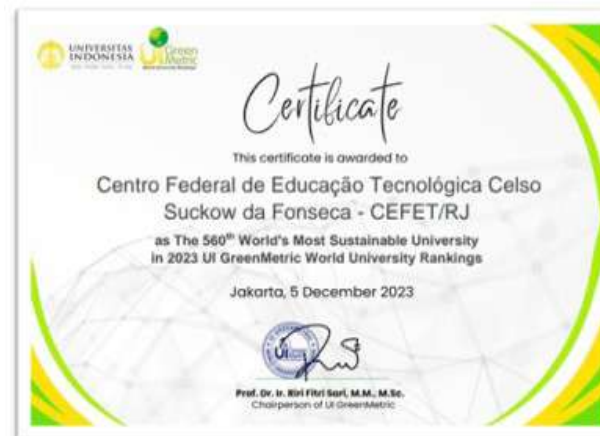 UNIVERSITAS
INDONESIA
UI Green
Metric
Certificate
This certificate is awarded to
Centro Federal de Educação Tecnológica Celso
Suckow da Fonseca - CEFET/RJ
as The 560th World's Most Sustainable University
in 2023 UI GreenMetric World University Rankings
Jakarta, 5 December 2023
UI
Prof. Dr. Ir. Riri Fitri Sari, M.M., M.Sc.
Chairperson of UI GreenMetric